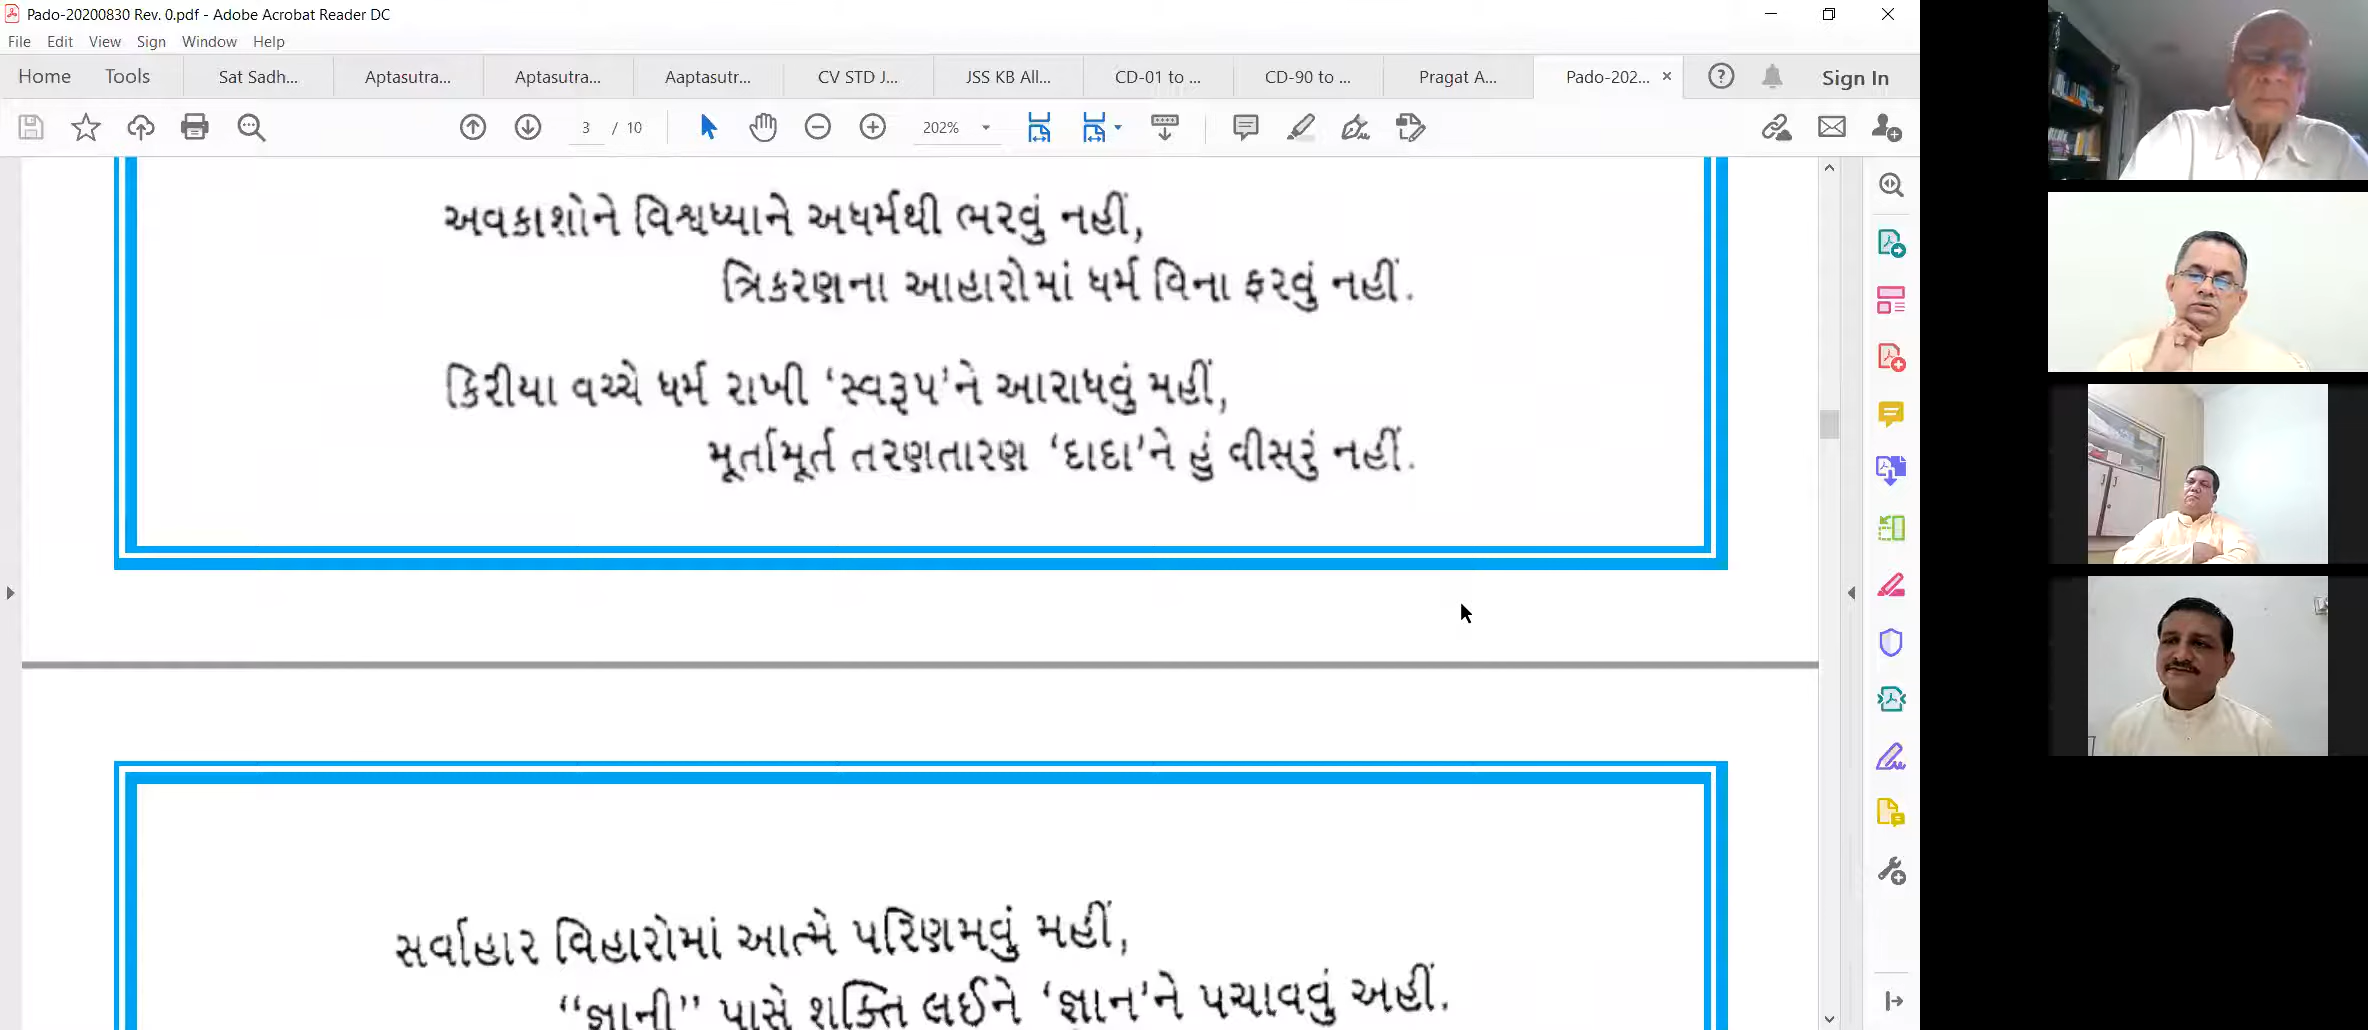 Pado-20200830 Rev. 0.pdf - Adobe Acrobat Reader DC
File Edit View Sign Window Help
Home Tools Sat Sadh... Aptasutra... Aptasutra... Aaptasutr... CV STD J... JSS KB All... CD-01 to ... CD-90 to ... Pragat A... Pado-202... × Sign In
3 / 10 202%
અવકાશોને વિશ્વધ્યાને અધર્મથી ભરવું નહીં,
ત્રિકરણના આહારોમાં ધર્મ વિના ફરવું નહીં.
કિરીયા વચ્ચે ધર્મ રાખી ‘સ્વરૂપ’ને આરાધવું મહીં,
મૂર્તામૂર્ત તરણતારણ ‘દાદા’ને હું વીસરું નહીં.
સર્વાહાર વિહારોમાં આત્મે પરિણમવું મહીં,
“જ્ઞાની” પાસે શક્તિ લઈને ‘જ્ઞાન’ને પચાવવું અહીં.